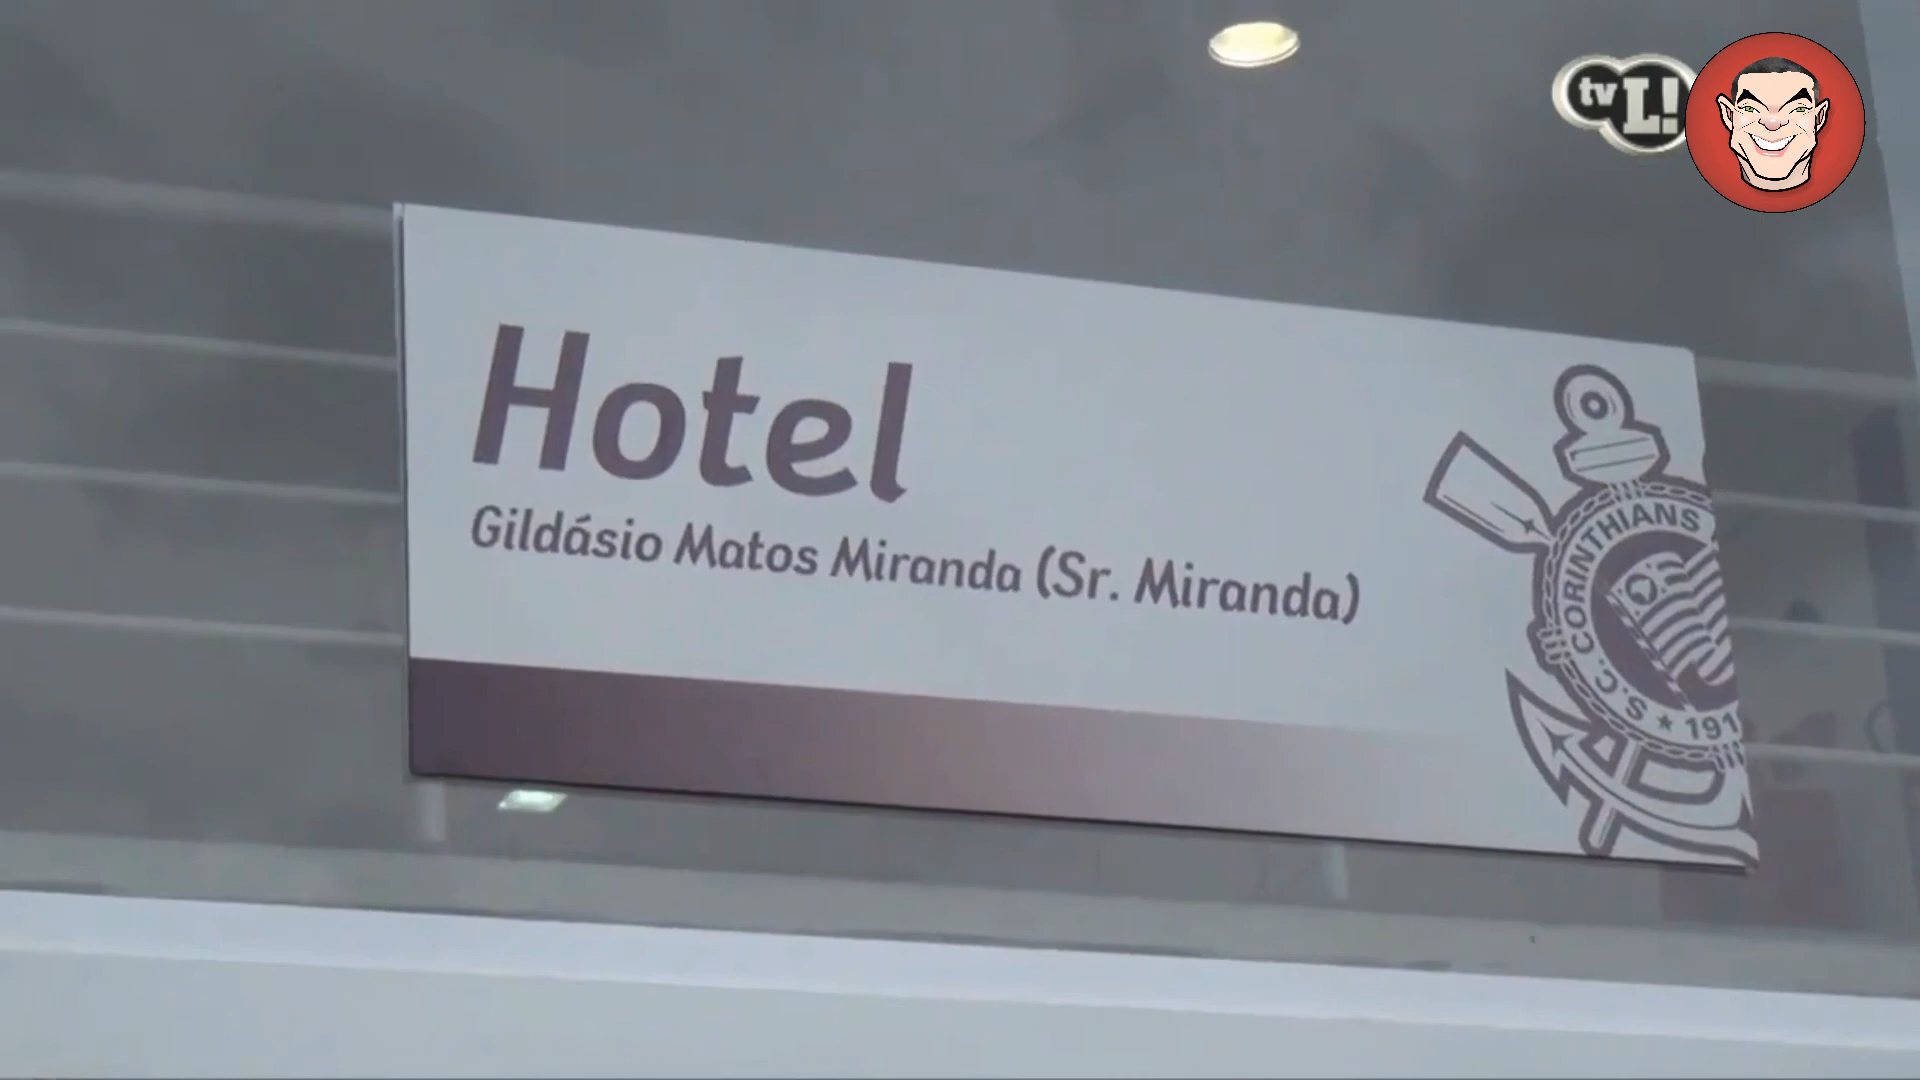 tv L!
Hotel
Gildásio Matos Miranda (Sr. Miranda)
S.C. CORINTHIANS
191